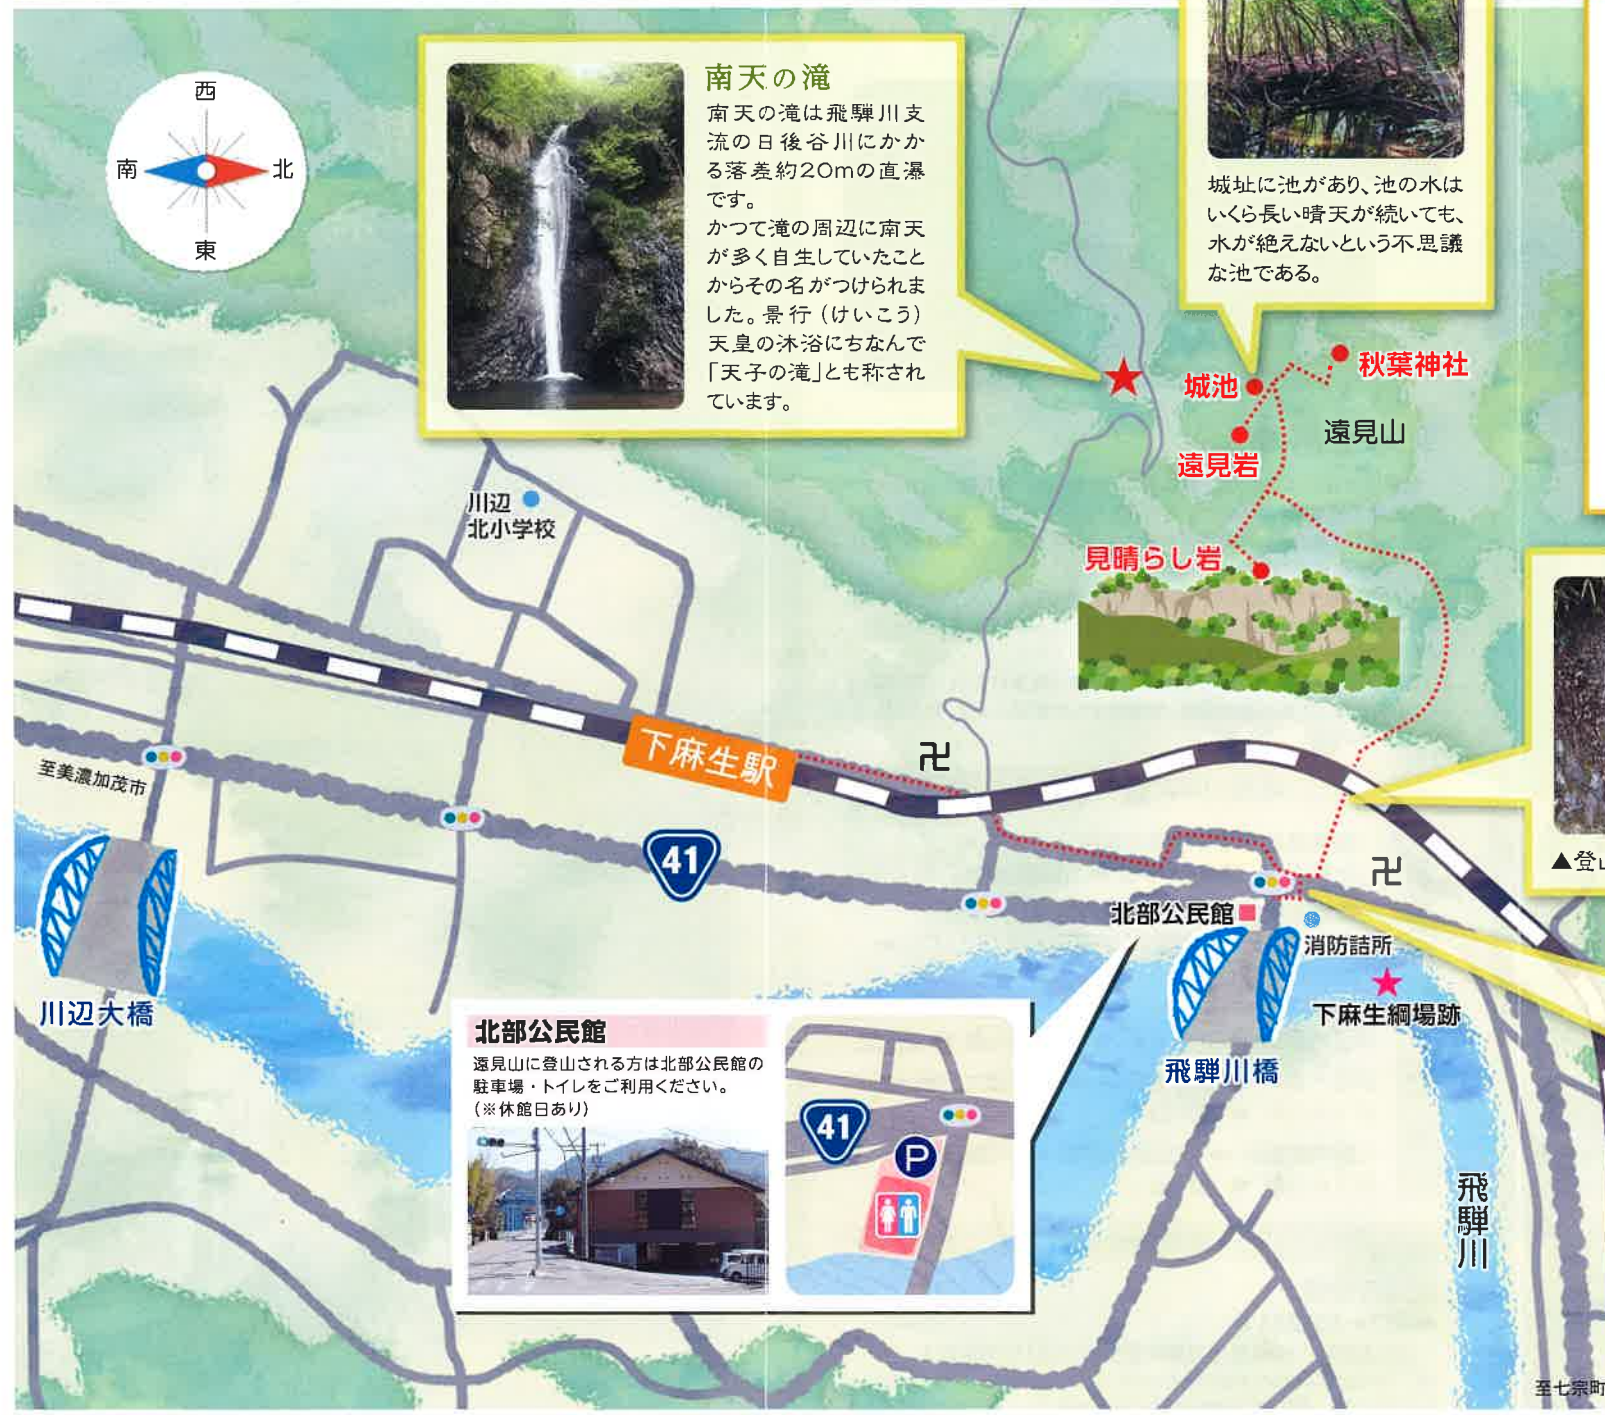 西
南
北
東
南天の滝
南天の滝は飛騨川支
流の日後谷川にかか
る落差約20mの直瀑
です。
かつて滝の周辺に南天
が多く自生していたこと
からその名がつけられま
した。景行（けいこう）
天皇の沐浴にちなんで
「天子の滝」とも称され
ています。
城址に池があり、池の水は
いくら長い晴天が続いても、
水が絶えないという不思議
な池である。
秋葉神社
城池
遠見山
遠見岩
見晴らし岩
川辺
北小学校
下麻生駅
卍
至美濃加茂市
41
▲登山
卍
北部公民館
消防詰所
川辺大橋
下麻生綱場跡
飛騨川橋
北部公民館
遠見山に登山される方は北部公民館の
駐車場・トイレをご利用ください。
（※休館日あり）
41
P
飛騨川
至七宗町